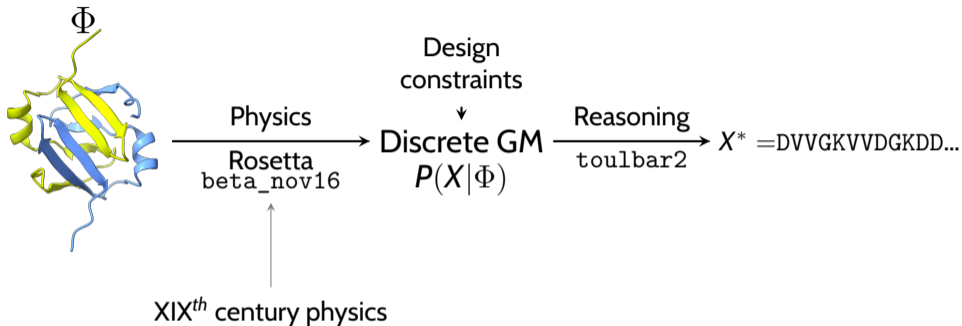 Φ
Design
constraints
Physics
Rosetta
beta_nov16
Discrete GM
P(X|Φ)
Reasoning
toulbar2
X* =DVVGKVVDGKDD...
XIXth century physics